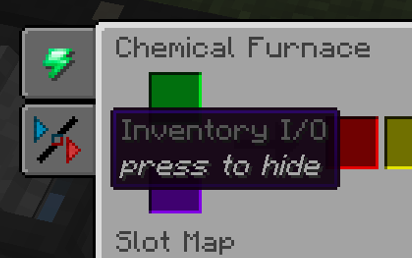 Chemical Furnace
Inventory I/O
press to hide
Slot Map